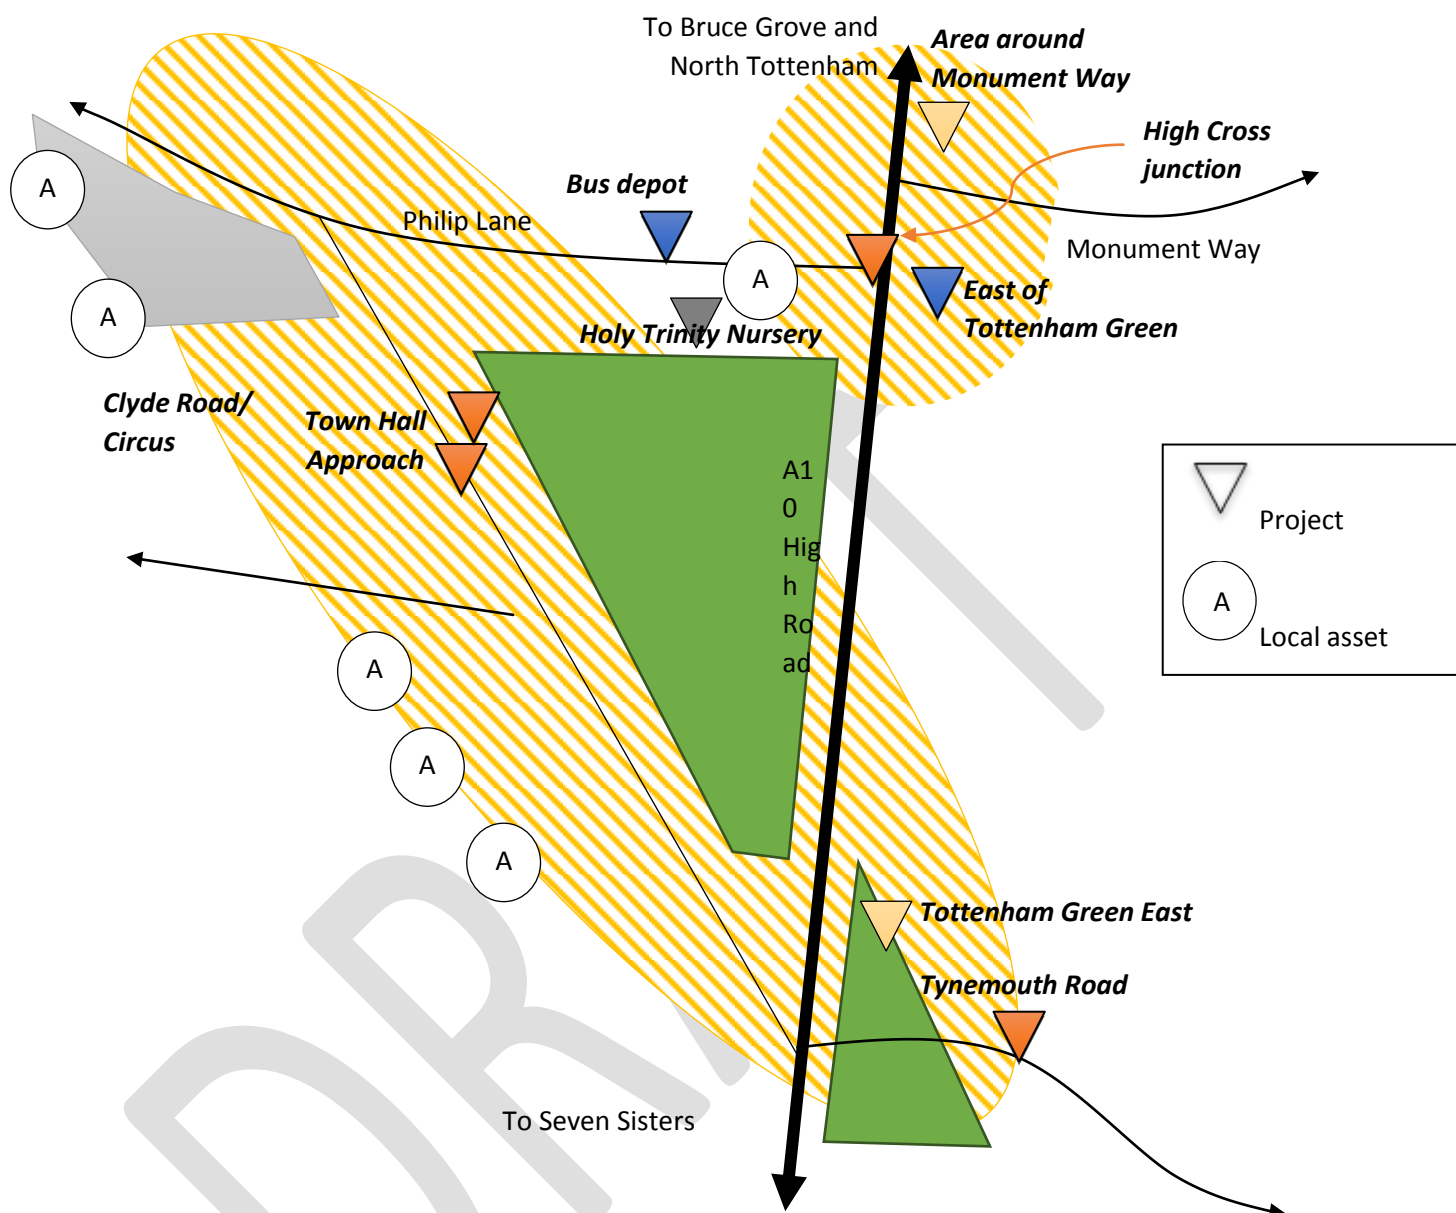 To Bruce Grove and
North Tottenham
Area around
Monument Way
High Cross
junction
Bus depot
A
Philip Lane
Monument Way
A
East of
Tottenham Green
A
Holy Trinity Nursery
Clyde Road/
Circus
Town Hall
Approach
A1
0
Hig
h
Ro
ad
Project
A
Local asset
A
A
A
Tottenham Green East
Tynemouth Road
To Seven Sisters
DRAFT